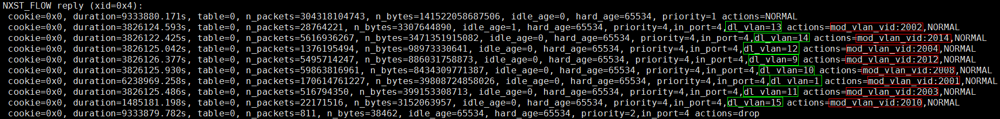 NXST_FLOW reply (xid=0x4):
cookie=0x0, duration=9333880.171s, table=0, n_packets=304318104743, n_bytes=141522058687506, idle_age=0, hard_age=65534, priority=1 actions=NORMAL
cookie=0x0, duration=3826124.593s, table=0, n_packets=28764221, n_bytes=3307644890, idle_age=1, hard_age=65534, priority=4,in_port=4,dl_vlan=13 actions=mod_vlan_vid:2002,NORMAL
cookie=0x0, duration=3826122.425s, table=0, n_packets=5616936267, n_bytes=3471351915082, idle_age=0, hard_age=65534, priority=4,in_port=4,dl_vlan=14 actions=mod_vlan_vid:2014,NORMAL
cookie=0x0, duration=3826125.042s, table=0, n_packets=1376195494, n_bytes=98973330641, idle_age=0, hard_age=65534, priority=4,in_port=4,dl_vlan=12 actions=mod_vlan_vid:2004,NORMAL
cookie=0x0, duration=3826126.377s, table=0, n_packets=5495714247, n_bytes=886031758873, idle_age=0, hard_age=65534, priority=4,in_port=4,dl_vlan=9 actions=mod_vlan_vid:2012,NORMAL
cookie=0x0, duration=3826125.930s, table=0, n_packets=59863816961, n_bytes=8434309771387, idle_age=0, hard_age=65534, priority=4,in_port=4,dl_vlan=10 actions=mod_vlan_vid:2008,NORMAL
cookie=0x0, duration=6238969.258s, table=0, n_packets=170614761227, n_bytes=39808724858026, idle_age=0, hard_age=65534, priority=4,in_port=4,dl_vlan=1 actions=mod_vlan_vid:2001,NORMAL
cookie=0x0, duration=3826125.486s, table=0, n_packets=516794350, n_bytes=399153308713, idle_age=0, hard_age=65534, priority=4,in_port=4,dl_vlan=11 actions=mod_vlan_vid:2003,NORMAL
cookie=0x0, duration=1485181.198s, table=0, n_packets=22171516, n_bytes=3152063957, idle_age=0, hard_age=65534, priority=4,in_port=4,dl_vlan=15 actions=mod_vlan_vid:2010,NORMAL
cookie=0x0, duration=9333879.782s, table=0, n_packets=811, n_bytes=38462, idle_age=65534, hard_age=65534, priority=2,in_port=4 actions=drop